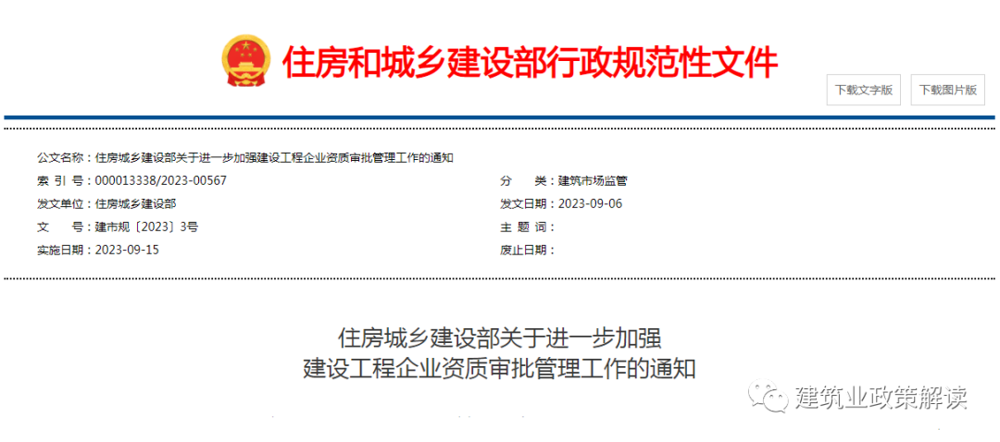 住房和城乡建设部行政规范性文件
下载文字版 下载图片版
公文名称：住房城乡建设部关于进一步加强建设工程企业资质审批管理工作的通知
索 引 号：000013338/2023-00567 分 类：建筑市场监管
发文单位：住房城乡建设部 发文日期：2023-09-06
文 号：建市规〔2023〕3号 主 题 词：
实施日期：2023-09-15 废止日期：
住房城乡建设部关于进一步加强
建设工程企业资质审批管理工作的通知
建筑业政策解读